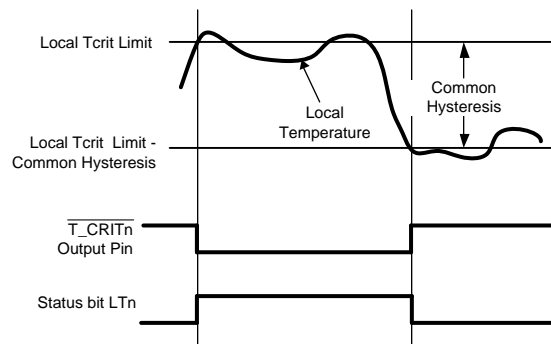 Local Tcrit Limit
Common
Hysteresis
Local
Temperature
Local Tcrit Limit -
Common Hysteresis
T_CRITn
Output Pin
Status bit LTn